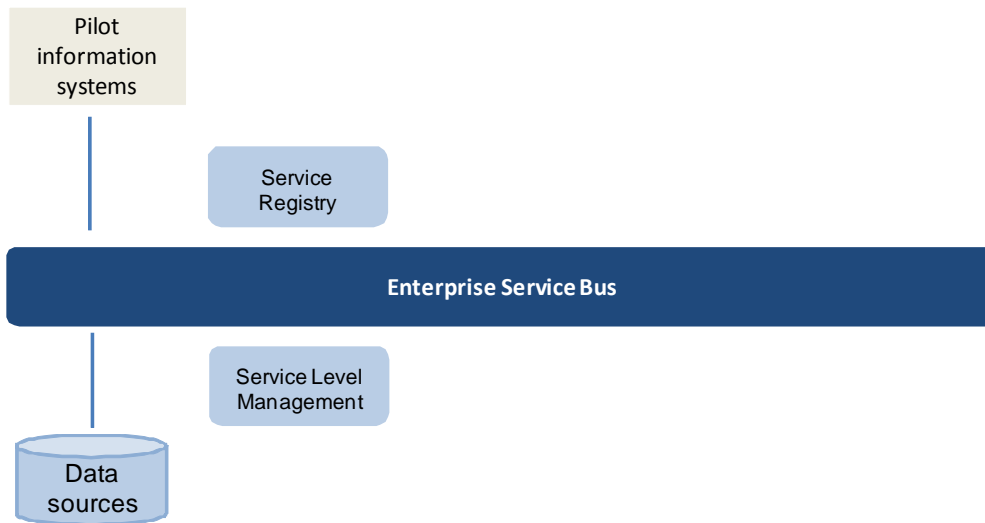 Pilot
information
systems
Service
Registry
Enterprise Service Bus
Service Level
Management
Data
sources